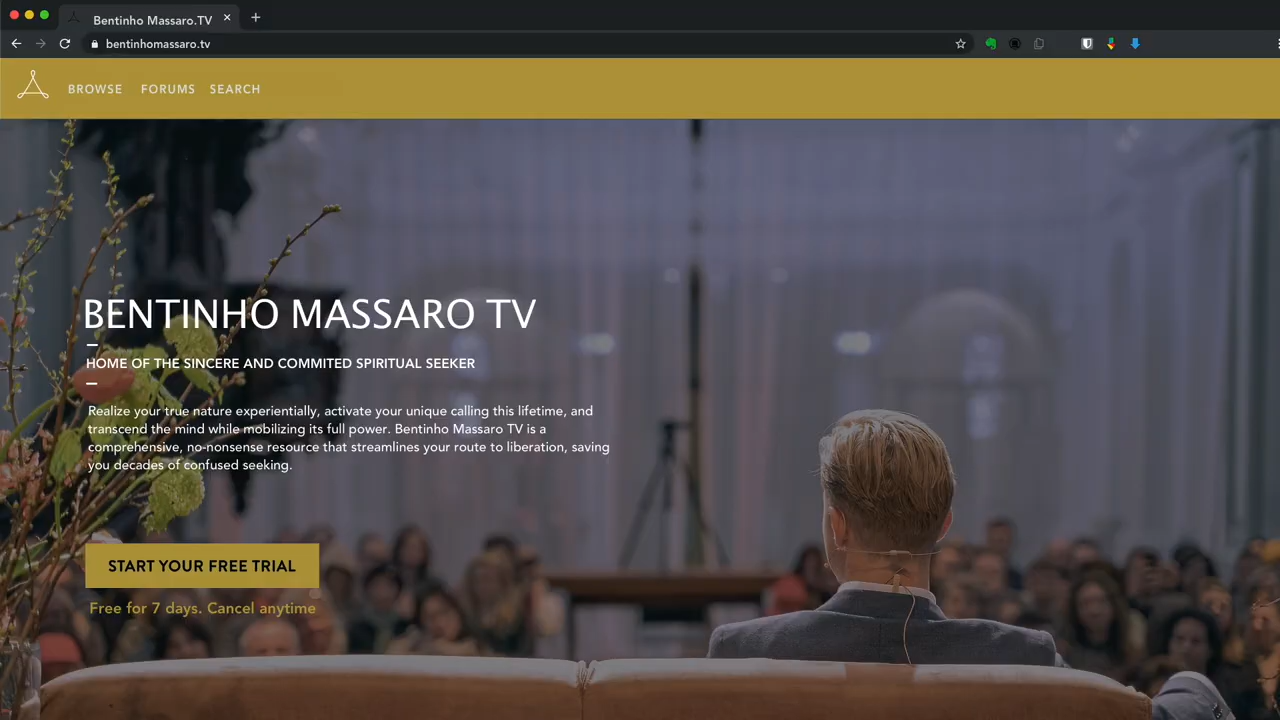 Bentinho Massaro.TV
bentinhomassaro.tv
BROWSE FORUMS SEARCH
BENTINHO MASSARO TV
HOME OF THE SINCERE AND COMMITED SPIRITUAL SEEKER
Realize your true nature experientially, activate your unique calling this lifetime, and
transcend the mind while mobilizing its full power. Bentinho Massaro TV is a
comprehensive, no-nonsense resource that streamlines your route to liberation, saving
you decades of confused seeking.
START YOUR FREE TRIAL
Free for 7 days. Cancel anytime